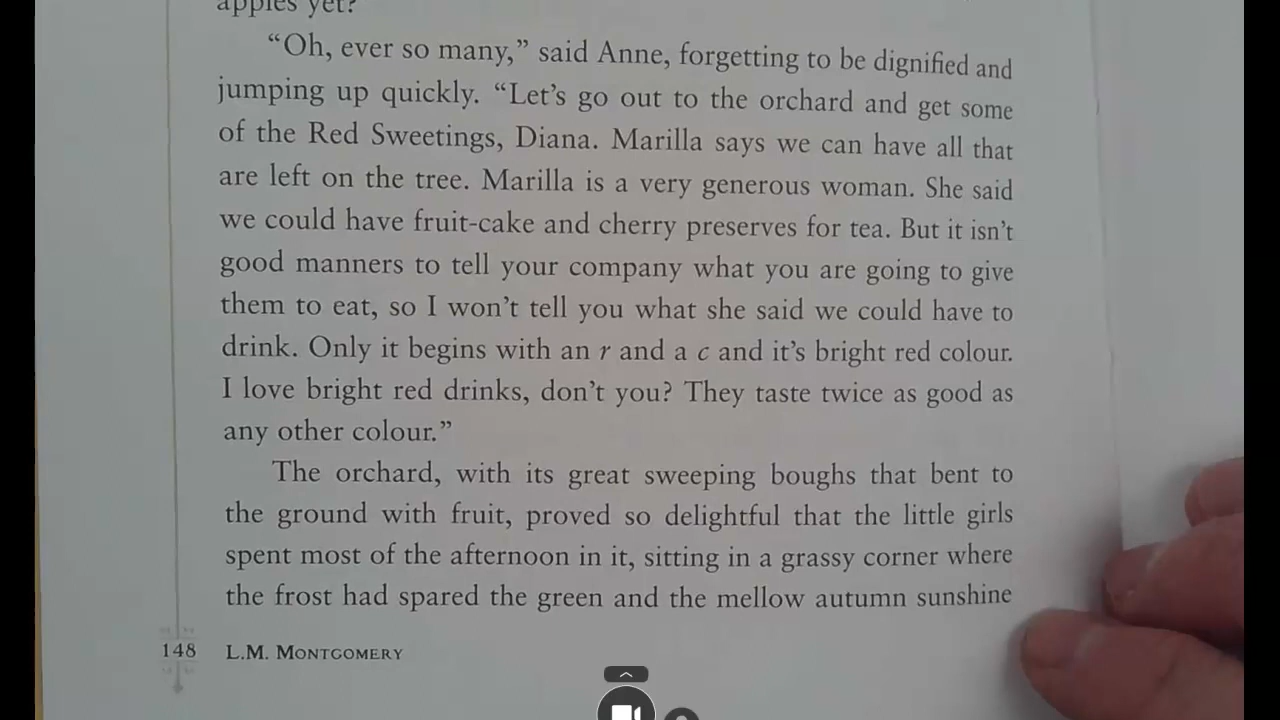 apples yet?
“Oh, ever so many,” said Anne, forgetting to be dignified and
jumping up quickly. “Let’s go out to the orchard and get some
of the Red Sweetings, Diana. Marilla says we can have all that
are left on the tree. Marilla is a very generous woman. She said
we could have fruit-cake and cherry preserves for tea. But it isn’t
good manners to tell your company what you are going to give
them to eat, so I won’t tell you what she said we could have to
drink. Only it begins with an r and a c and it’s bright red colour.
I love bright red drinks, don’t you? They taste twice as good as
any other colour.”
The orchard, with its great sweeping boughs that bent to
the ground with fruit, proved so delightful that the little girls
spent most of the afternoon in it, sitting in a grassy corner where
the frost had spared the green and the mellow autumn sunshine
148 L.M. MONTGOMERY